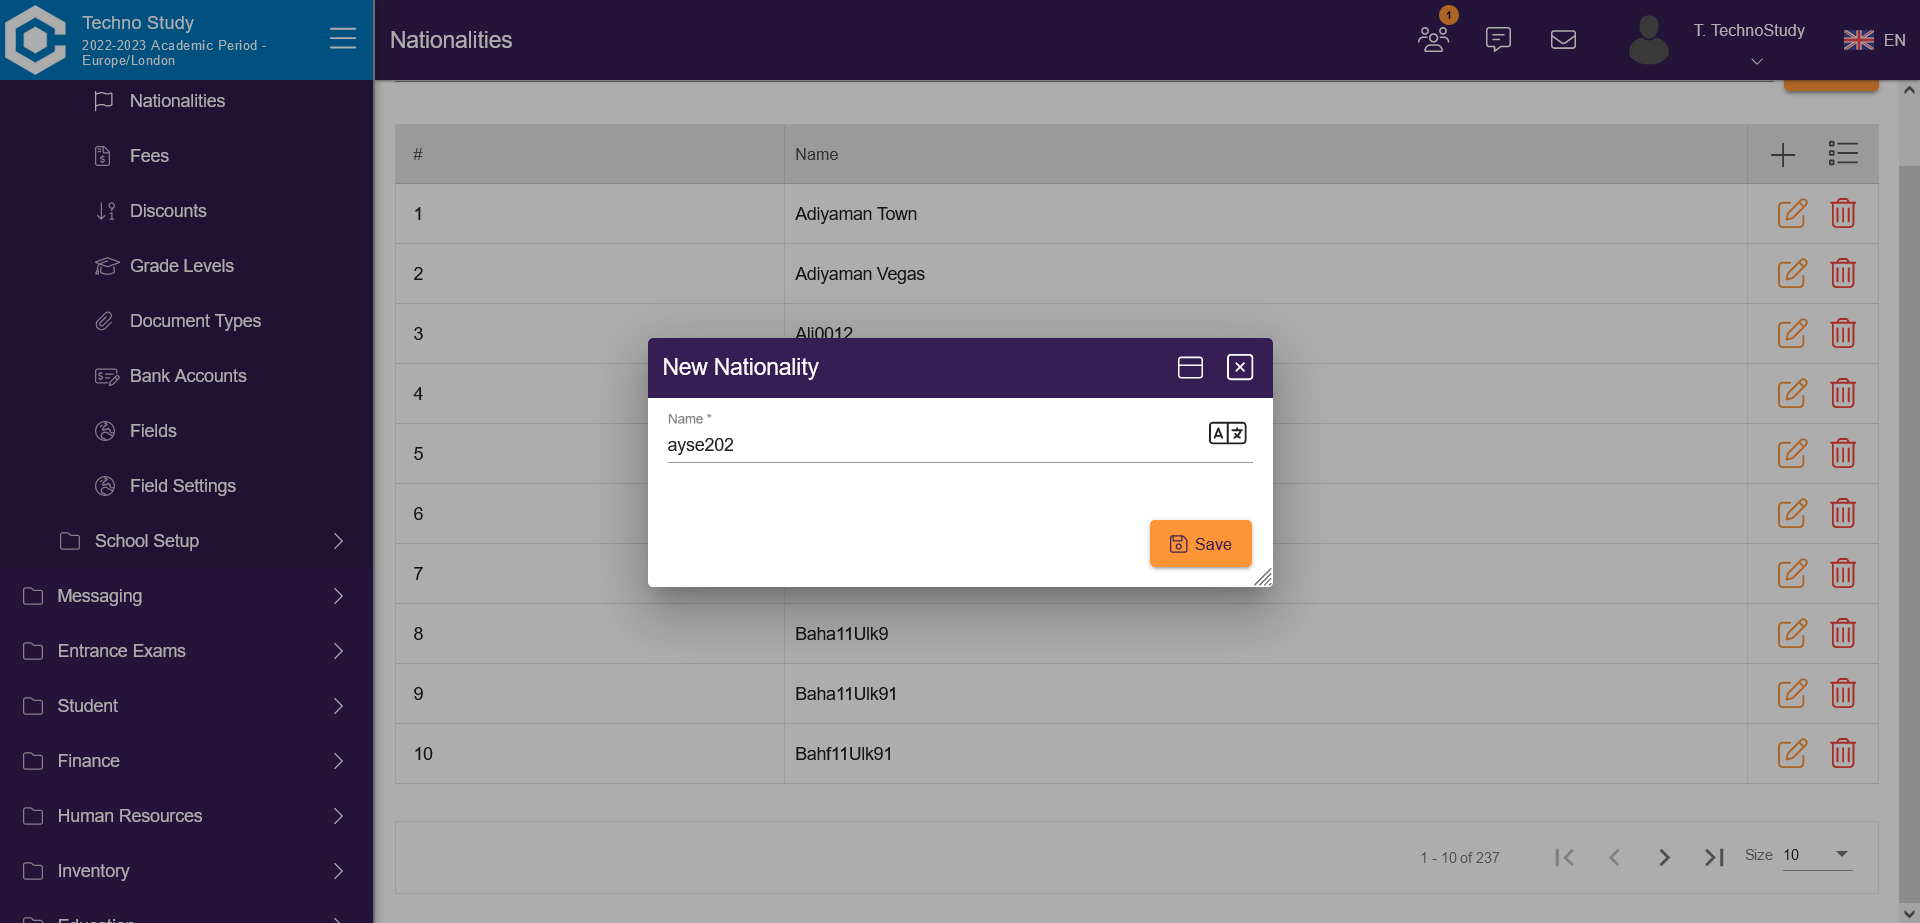 Techno Study
2022-2023 Academic Period -
Europe/London
Nationalities
1
T. TechnoStudy
EN
Nationalities
Fees
Discounts
Grade Levels
Document Types
Bank Accounts
Fields
Field Settings
School Setup
Messaging
Entrance Exams
Student
Finance
Human Resources
Inventory
Education
# Name
1 Adiyaman Town
2 Adiyaman Vegas
3 Ali0012
4
5
6
7
8 Baha11Ulk9
9 Baha11Ulk91
10 Bahf11Ulk91
New Nationality
Name *
ayse202
Save
1 - 10 of 237
Size 10